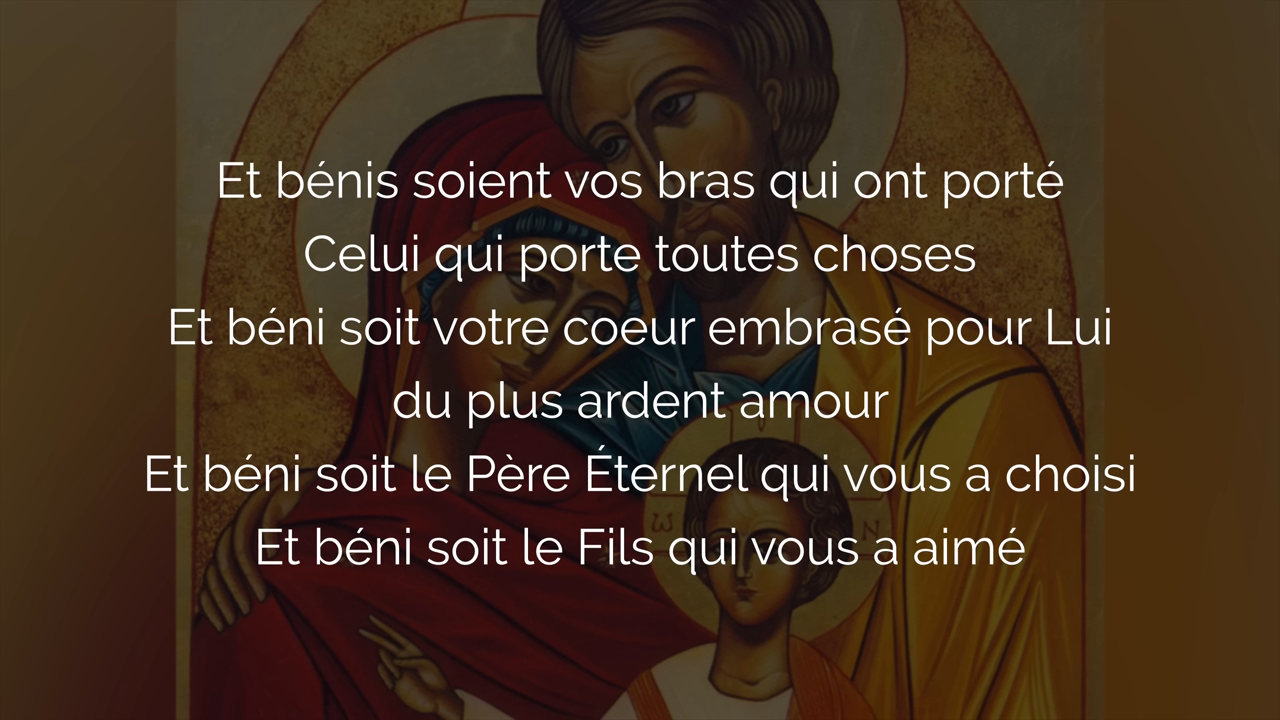 Et bénis soient vos bras qui ont porté
Celui qui porte toutes choses
Et béni soit votre coeur embrasé pour Lui
du plus ardent amour
Et béni soit le Père Éternel qui vous a choisi
Et béni soit le Fils qui vous a aimé
ω N